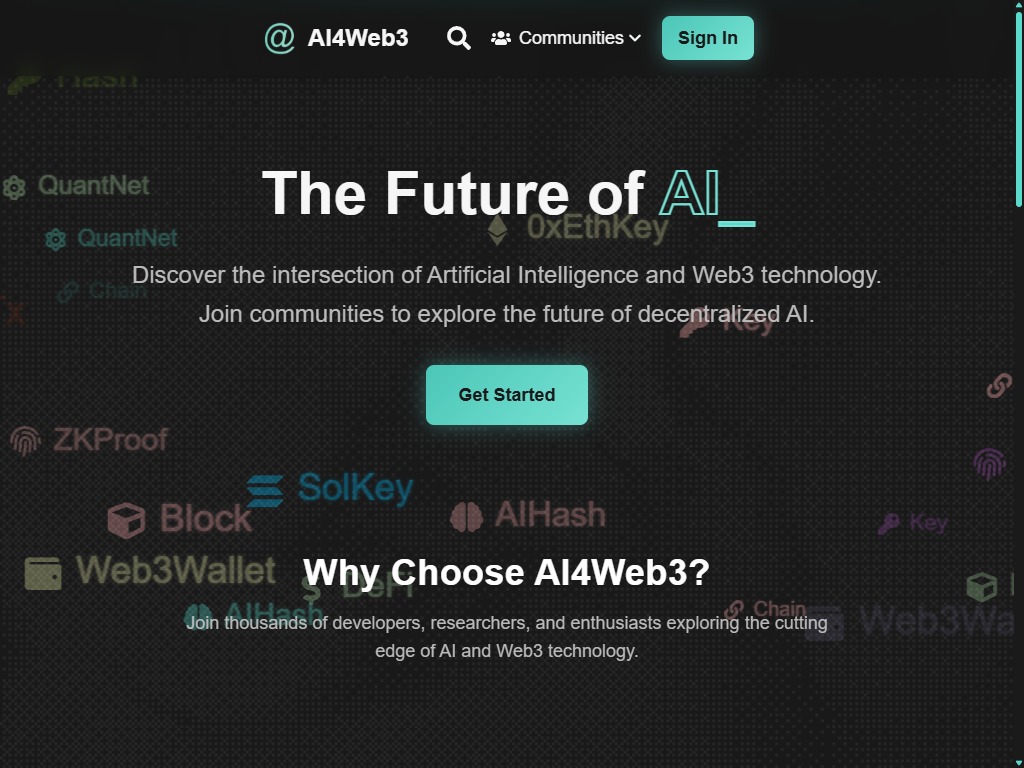 AI4Web3
Communities
Sign In
Hash
QuantNet
The Future of AI_
0xEthKey
QuantNet
Discover the intersection of Artificial Intelligence and Web3 technology.
Chain
Join communities to explore the future of decentralized AI.
Key
Get Started
ZKProof
SolKey
Block
AIHash
Key
Web3Wallet
Why Choose AI4Web3?
DeFi
AIHash
Chain
Join thousands of developers, researchers, and enthusiasts exploring the cutting
Web3Wa
edge of AI and Web3 technology.